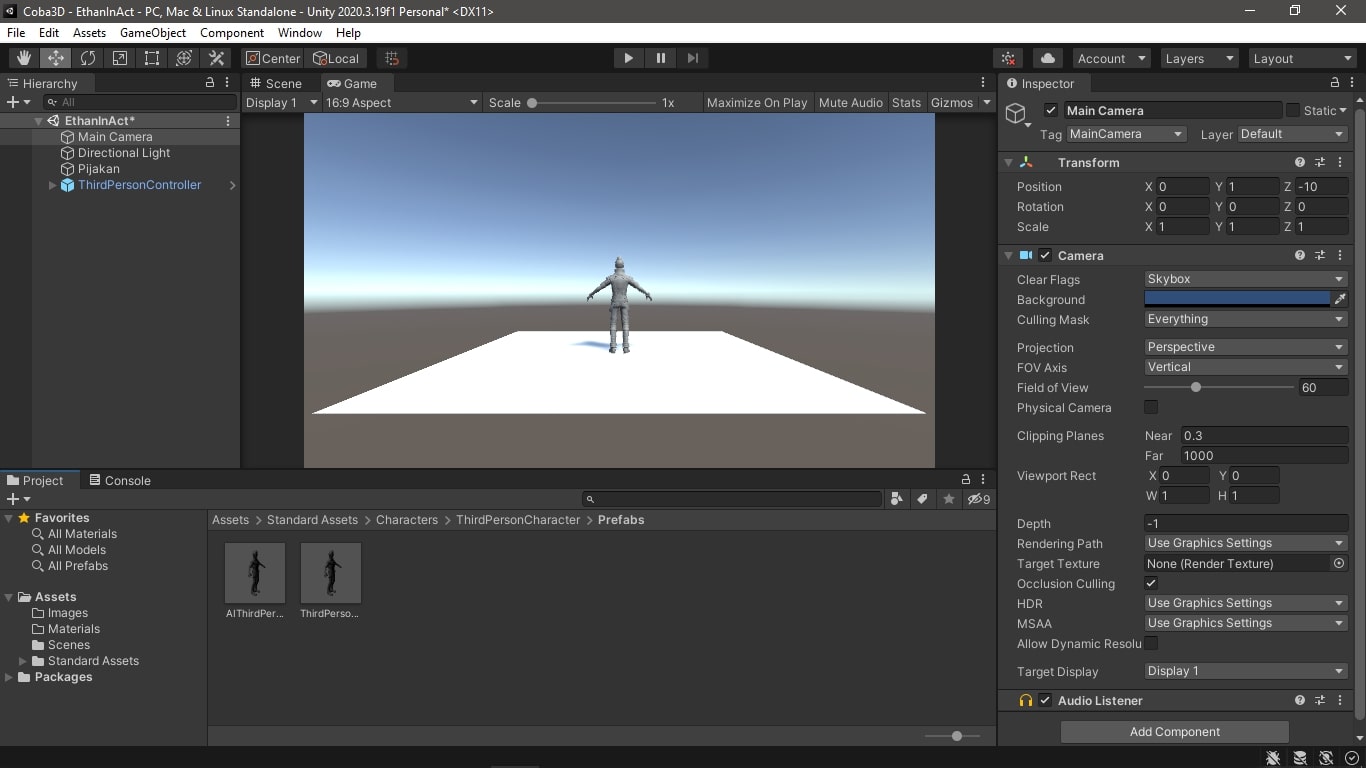 Coba3D - EthanInAct - PC, Mac & Linux Standalone - Unity 2020.3.19f1 Personal* <DX11>
File Edit Assets GameObject Component Window Help
Center Local Account Layers Layout
Hierarchy
All
EthanInAct*
Main Camera
Directional Light
Pijakan
ThirdPersonController
Scene Game
Display 1 16:9 Aspect Scale 1x Maximize On Play Mute Audio Stats Gizmos
Project Console
9
Favorites
All Materials
All Models
All Prefabs
Assets
Images
Materials
Scenes
Standard Assets
Packages
Assets > Standard Assets > Characters > ThirdPersonCharacter > Prefabs
AIThirdPer... ThirdPerso...
Inspector
Main Camera Static
Tag MainCamera Layer Default
Transform
Position X 0 Y 1 Z -10
Rotation X 0 Y 0 Z 0
Scale X 1 Y 1 Z 1
Camera
Clear Flags Skybox
Background
Culling Mask Everything
Projection Perspective
FOV Axis Vertical
Field of View 60
Physical Camera
Clipping Planes Near 0.3
Far 1000
Viewport Rect X 0 Y 0
W 1 H 1
Depth -1
Rendering Path Use Graphics Settings
Target Texture None (Render Texture)
Occlusion Culling
HDR Use Graphics Settings
MSAA Use Graphics Settings
Allow Dynamic Resolu
Target Display Display 1
Audio Listener
Add Component